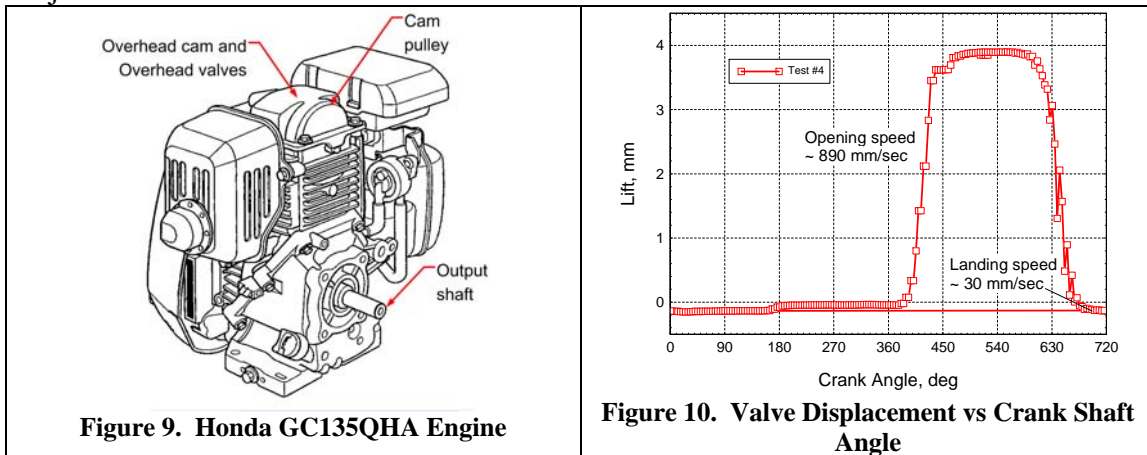 Overhead cam and
Overhead valves
Cam
pulley
Output
shaft
Figure 9. Honda GC135QHA Engine
4
3
2
1
0
Lift, mm
Test #4
Opening speed
~ 890 mm/sec
Landing speed
~ 30 mm/sec
0 90 180 270 360 450 540 630 720
Crank Angle, deg
Figure 10. Valve Displacement vs Crank Shaft
Angle